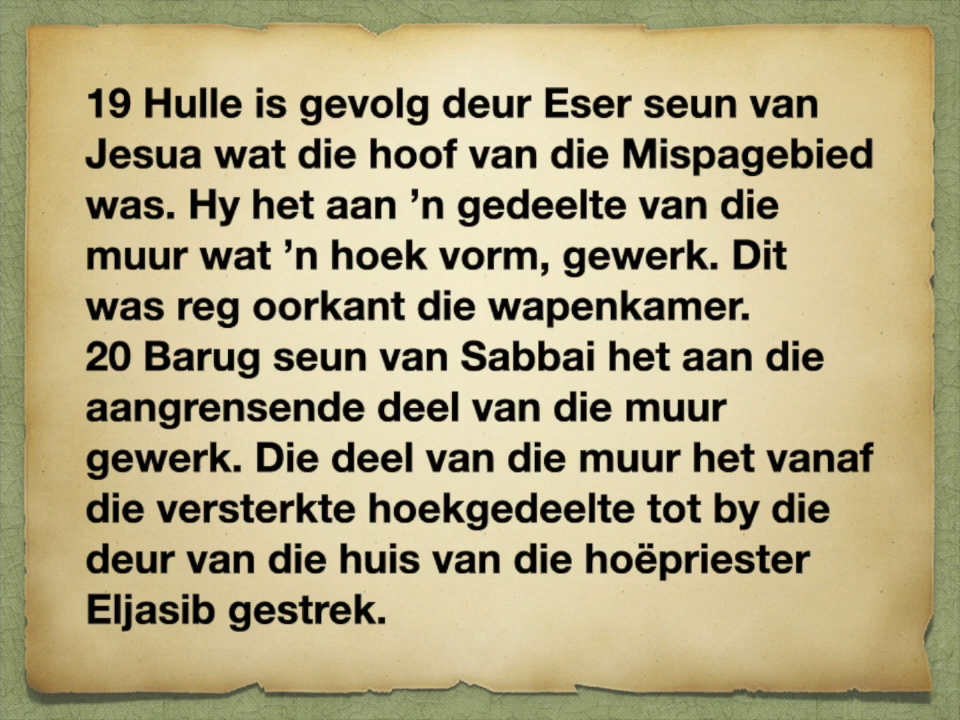 19 Hulle is gevolg deur Eser seun van
Jesua wat die hoof van die Mispagebied
was. Hy het aan ’n gedeelte van die
muur wat ’n hoek vorm, gewerk. Dit
was reg oorkant die wapenkamer.
20 Barug seun van Sabbai het aan die
aangrensende deel van die muur
gewerk. Die deel van die muur het vanaf
die versterkte hoekgedeelte tot by die
deur van die huis van die hoëpriester
Eljasib gestrek.